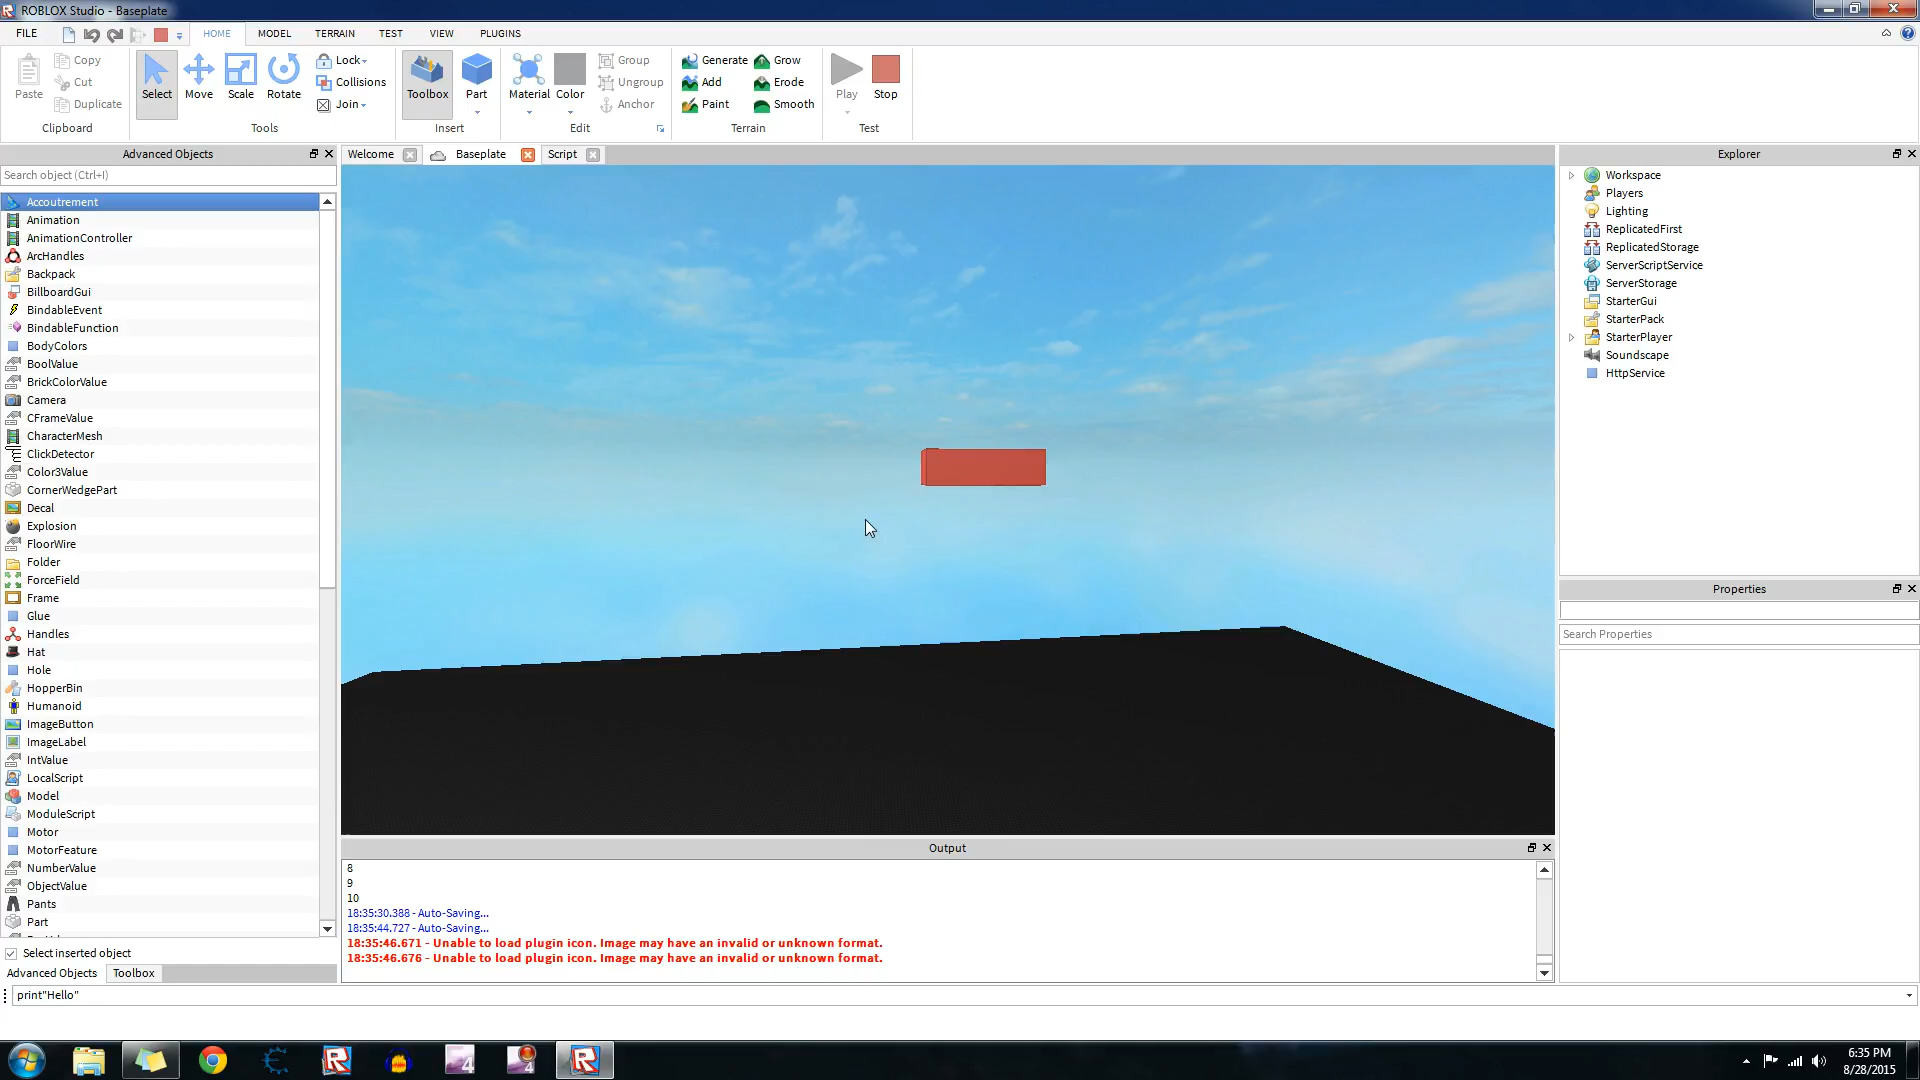 ROBLOX Studio - Baseplate
FILE HOME MODEL TERRAIN TEST VIEW PLUGINS
Paste Copy Cut Duplicate Clipboard
Select Move Scale Rotate Lock Collisions Join Tools
Toolbox Part Insert
Material Color Group Ungroup Anchor Edit
Generate Add Paint Grow Erode Smooth Terrain
Play Stop Test
Advanced Objects
Search object (Ctrl+I)
Accoutrement
Animation
AnimationController
ArcHandles
Backpack
BillboardGui
BindableEvent
BindableFunction
BodyColors
BoolValue
BrickColorValue
Camera
CFrameValue
CharacterMesh
ClickDetector
Color3Value
CornerWedgePart
Decal
Explosion
FloorWire
Folder
ForceField
Frame
Glue
Handles
Hat
Hole
HopperBin
Humanoid
ImageButton
ImageLabel
IntValue
LocalScript
Model
ModuleScript
Motor
MotorFeature
NumberValue
ObjectValue
Pants
Part
Select inserted object
Advanced Objects Toolbox
Welcome Baseplate Script
Output
8
9
10
18:35:30.388 - Auto-Saving...
18:35:44.727 - Auto-Saving...
18:35:46.671 - Unable to load plugin icon. Image may have an invalid or unknown format.
18:35:46.676 - Unable to load plugin icon. Image may have an invalid or unknown format.
Explorer
Workspace
Players
Lighting
ReplicatedFirst
ReplicatedStorage
ServerScriptService
ServerStorage
StarterGui
StarterPack
StarterPlayer
Soundscape
HttpService
Properties
Search Properties
print"Hello"
6:35 PM
8/28/2015